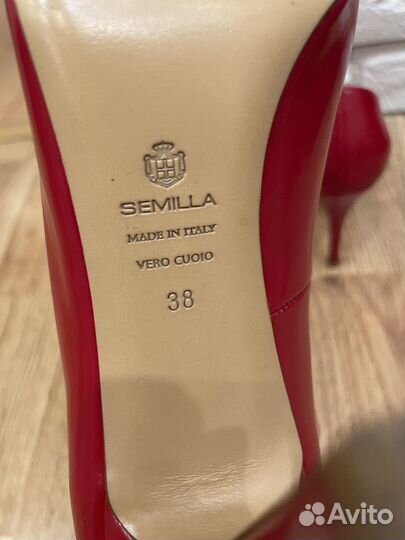 SEMILLA
MADE IN ITALY
VERO CUOIO
38
Avito